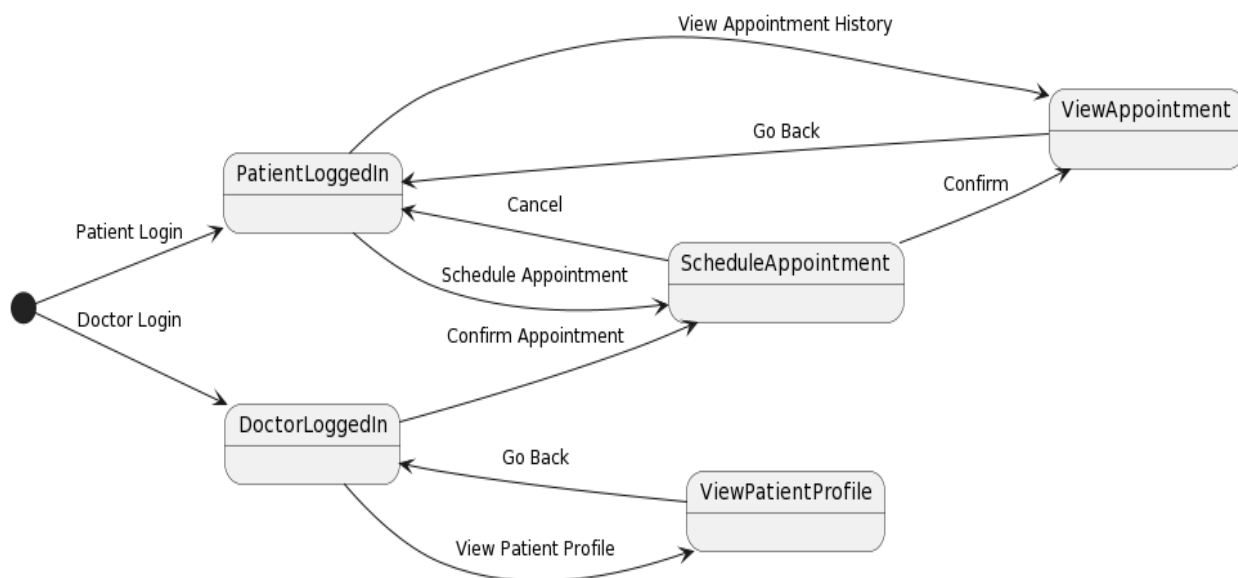 View Appointment History
ViewAppointment
Go Back
PatientLoggedIn
Confirm
Cancel
Patient Login
ScheduleAppointment
Schedule Appointment
Doctor Login
Confirm Appointment
DoctorLoggedIn
Go Back
ViewPatientProfile
View Patient Profile